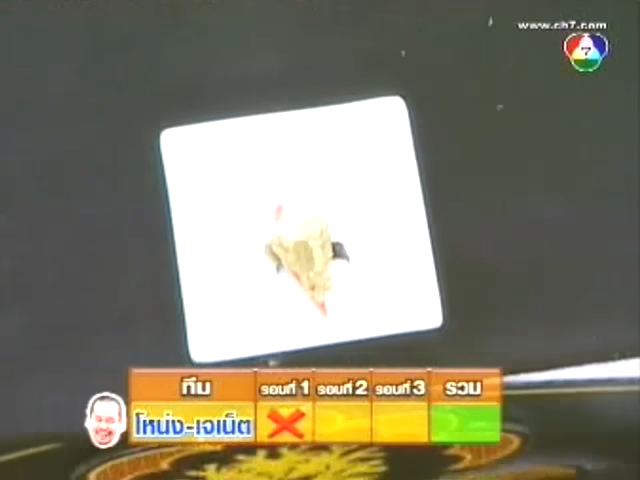 www.ch7.com
7
ทีม รอบที่ 1 รอบที่ 2 รอบที่ 3 รวม
โหน่ง-เจเน็ต